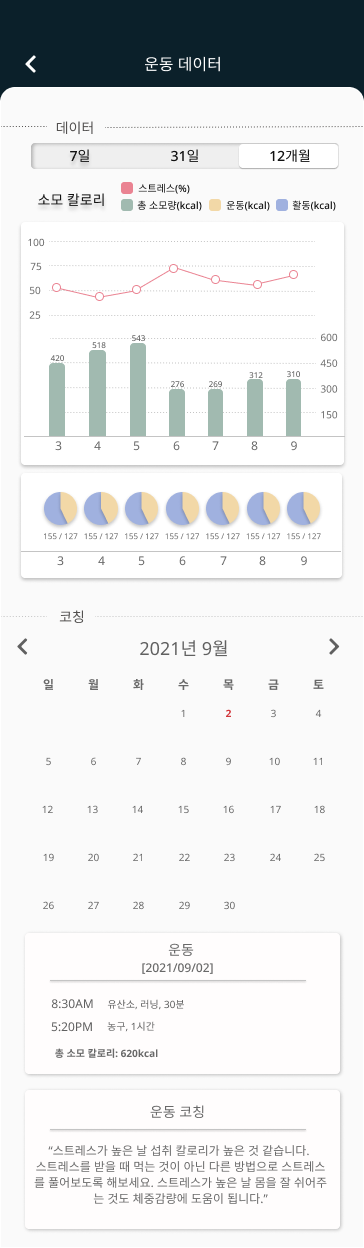 운동 데이터
데이터
7일 31일 12개월
소모 칼로리
스트레스(%)
총 소모량(kcal) 운동(kcal) 활동(kcal)
100
75
50
25
600
450
300
150
420 518 543 276 269 312 310
3 4 5 6 7 8 9
155 / 127 155 / 127 155 / 127 155 / 127 155 / 127 155 / 127 155 / 127
3 4 5 6 7 8 9
코칭
2021년 9월
일 월 화 수 목 금 토
1 2 3 4
5 6 7 8 9 10 11
12 13 14 15 16 17 18
19 20 21 22 23 24 25
26 27 28 29 30
운동
[2021/09/02]
8:30AM 유산소, 러닝, 30분
5:20PM 농구, 1시간
총 소모 칼로리: 620kcal
운동 코칭
“스트레스가 높은 날 섭취 칼로리가 높은 것 같습니다.
스트레스를 받을 때 먹는 것이 아닌 다른 방법으로 스트레스
를 풀어보도록 해보세요. 스트레스가 높은 날 몸을 잘 쉬어주
는 것도 체중감량에 도움이 됩니다.”